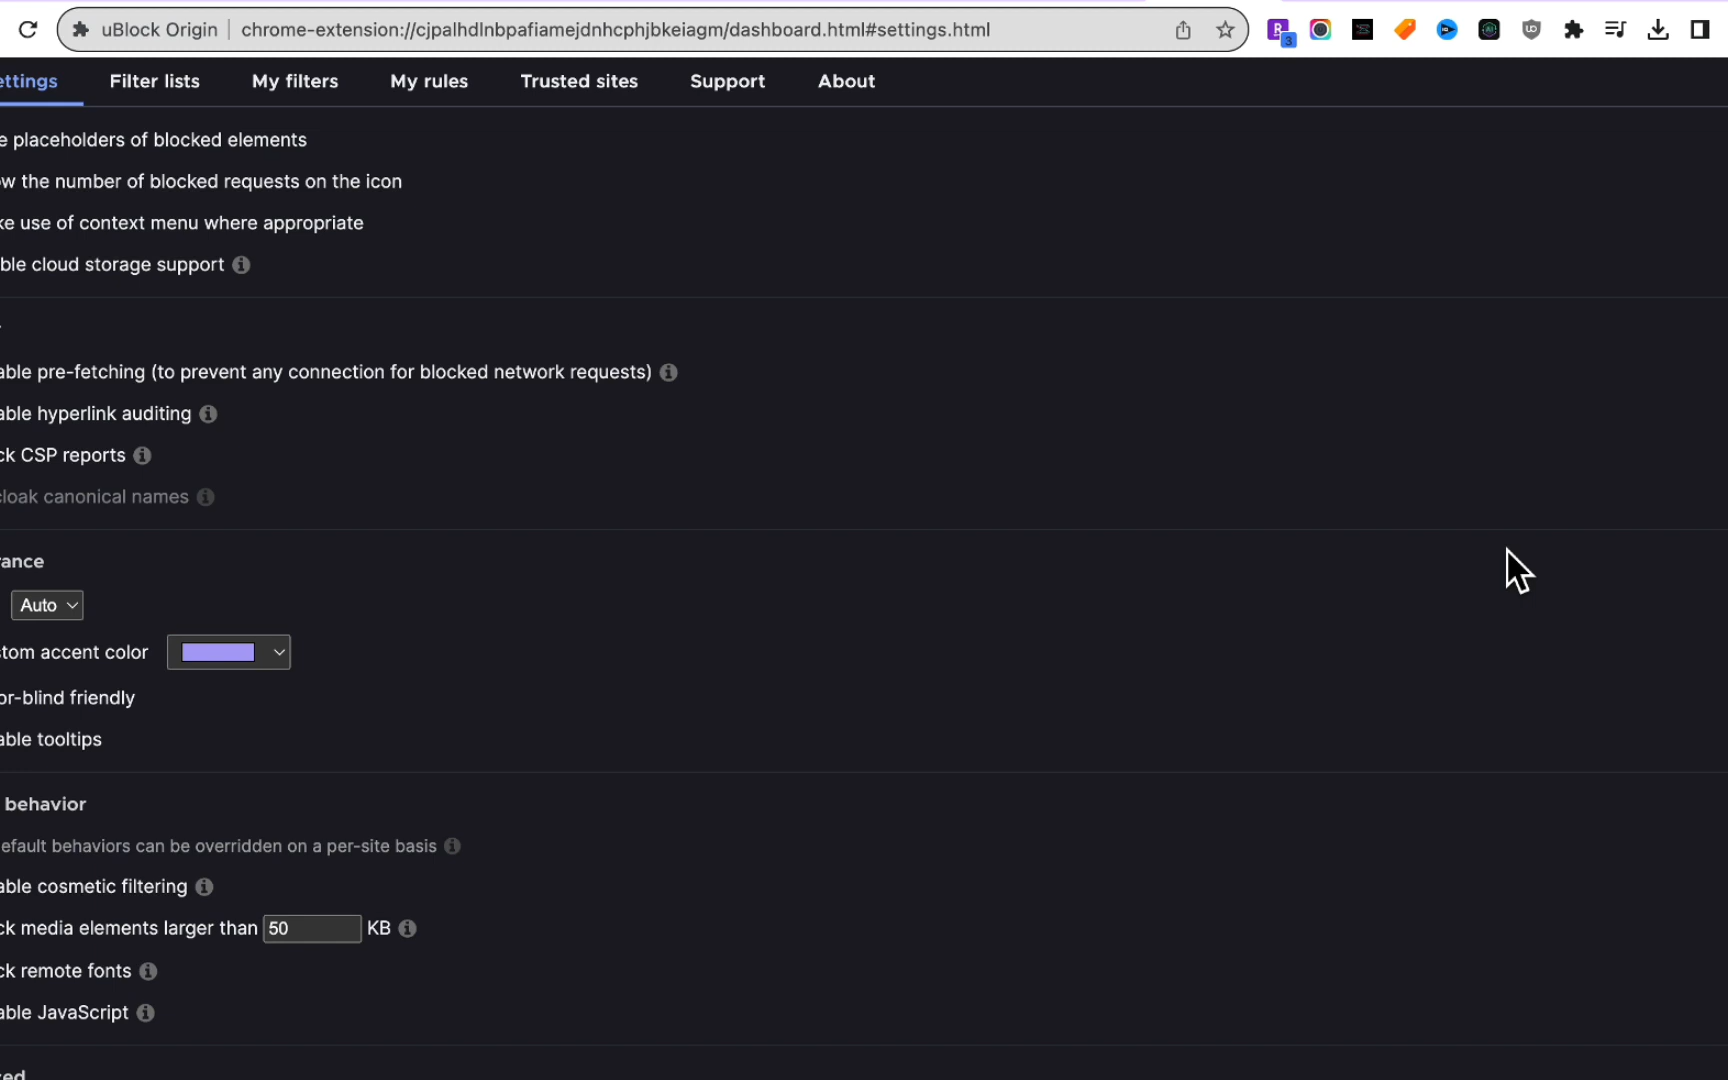 uBlock Origin
chrome-extension://cjpalhdlnbpafiamejdnhcphjbkeiagm/dashboard.html#settings.html
3
ettings
Filter lists
My filters
My rules
Trusted sites
Support
About
e placeholders of blocked elements
ow the number of blocked requests on the icon
ke use of context menu where appropriate
ble cloud storage support
able pre-fetching (to prevent any connection for blocked network requests)
able hyperlink auditing
ck CSP reports
cloak canonical names
rance
Auto
stom accent color
or-blind friendly
able tooltips
behavior
efault behaviors can be overridden on a per-site basis
able cosmetic filtering
ck media elements larger than 50 KB
ck remote fonts
able JavaScript